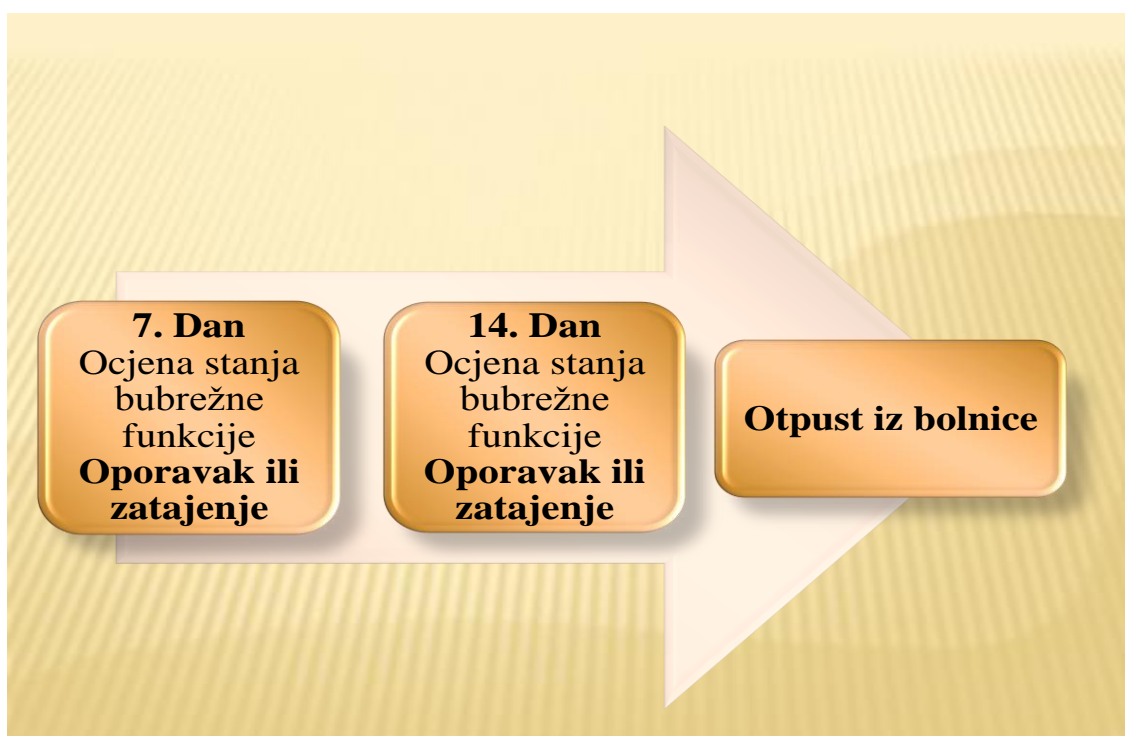 7. Dan
Ocjena stanja
bubrežne
funkcije
Oporavak ili
zatajenje
14. Dan
Ocjena stanja
bubrežne
funkcije
Oporavak ili
zatajenje
Otpust iz bolnice